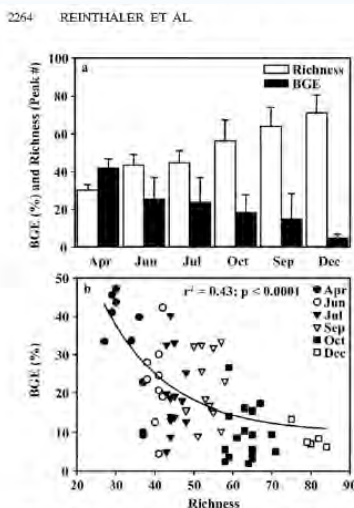 2264 REINTHALER ET AL.
BGE (%) and Richness (Peak #)
100
80
60
40
20
0
a
Richness
BGE
Apr Jun Jul Oct Sep Dec
BGE (%)
50
40
30
20
10
0
b
r² = 0.43; p < 0.0001
Apr
Jun
Jul
Sep
Oct
Dec
20 30 40 50 60 70 80 90
Richness